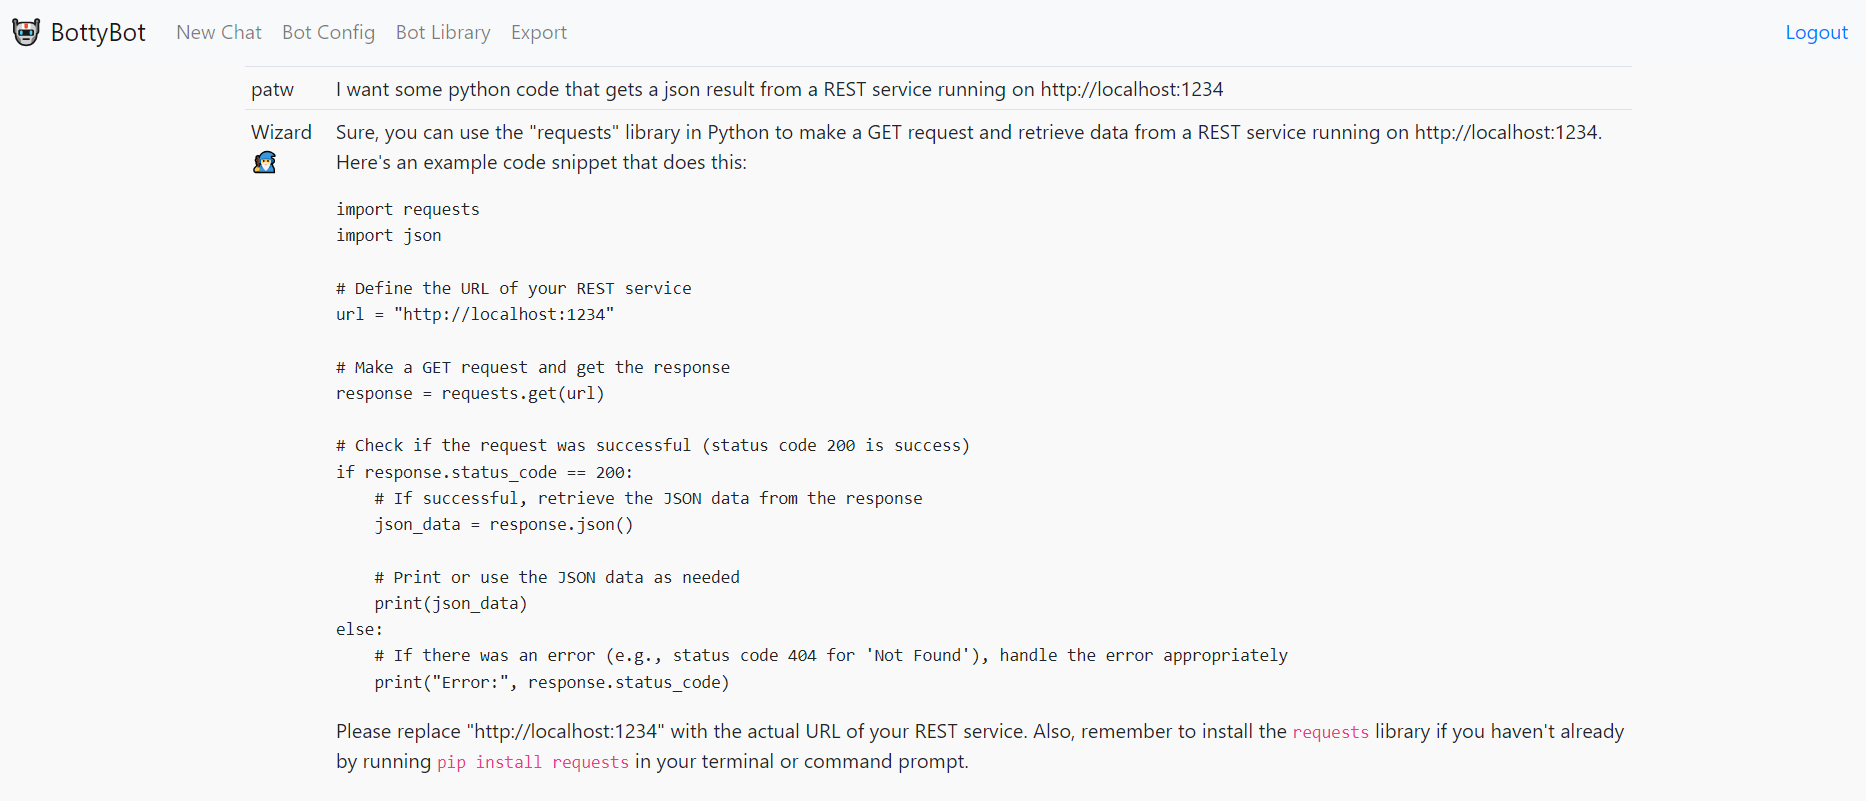 BottyBot New Chat Bot Config Bot Library Export Logout
patw I want some python code that gets a json result from a REST service running on http://localhost:1234
Wizard Sure, you can use the "requests" library in Python to make a GET request and retrieve data from a REST service running on http://localhost:1234.
Here's an example code snippet that does this:
import requests
import json
# Define the URL of your REST service
url = "http://localhost:1234"
# Make a GET request and get the response
response = requests.get(url)
# Check if the request was successful (status code 200 is success)
if response.status_code == 200:
    # If successful, retrieve the JSON data from the response
    json_data = response.json()
    # Print or use the JSON data as needed
    print(json_data)
else:
    # If there was an error (e.g., status code 404 for 'Not Found'), handle the error appropriately
    print("Error:", response.status_code)
Please replace "http://localhost:1234" with the actual URL of your REST service. Also, remember to install the requests library if you haven't already
by running pip install requests in your terminal or command prompt.